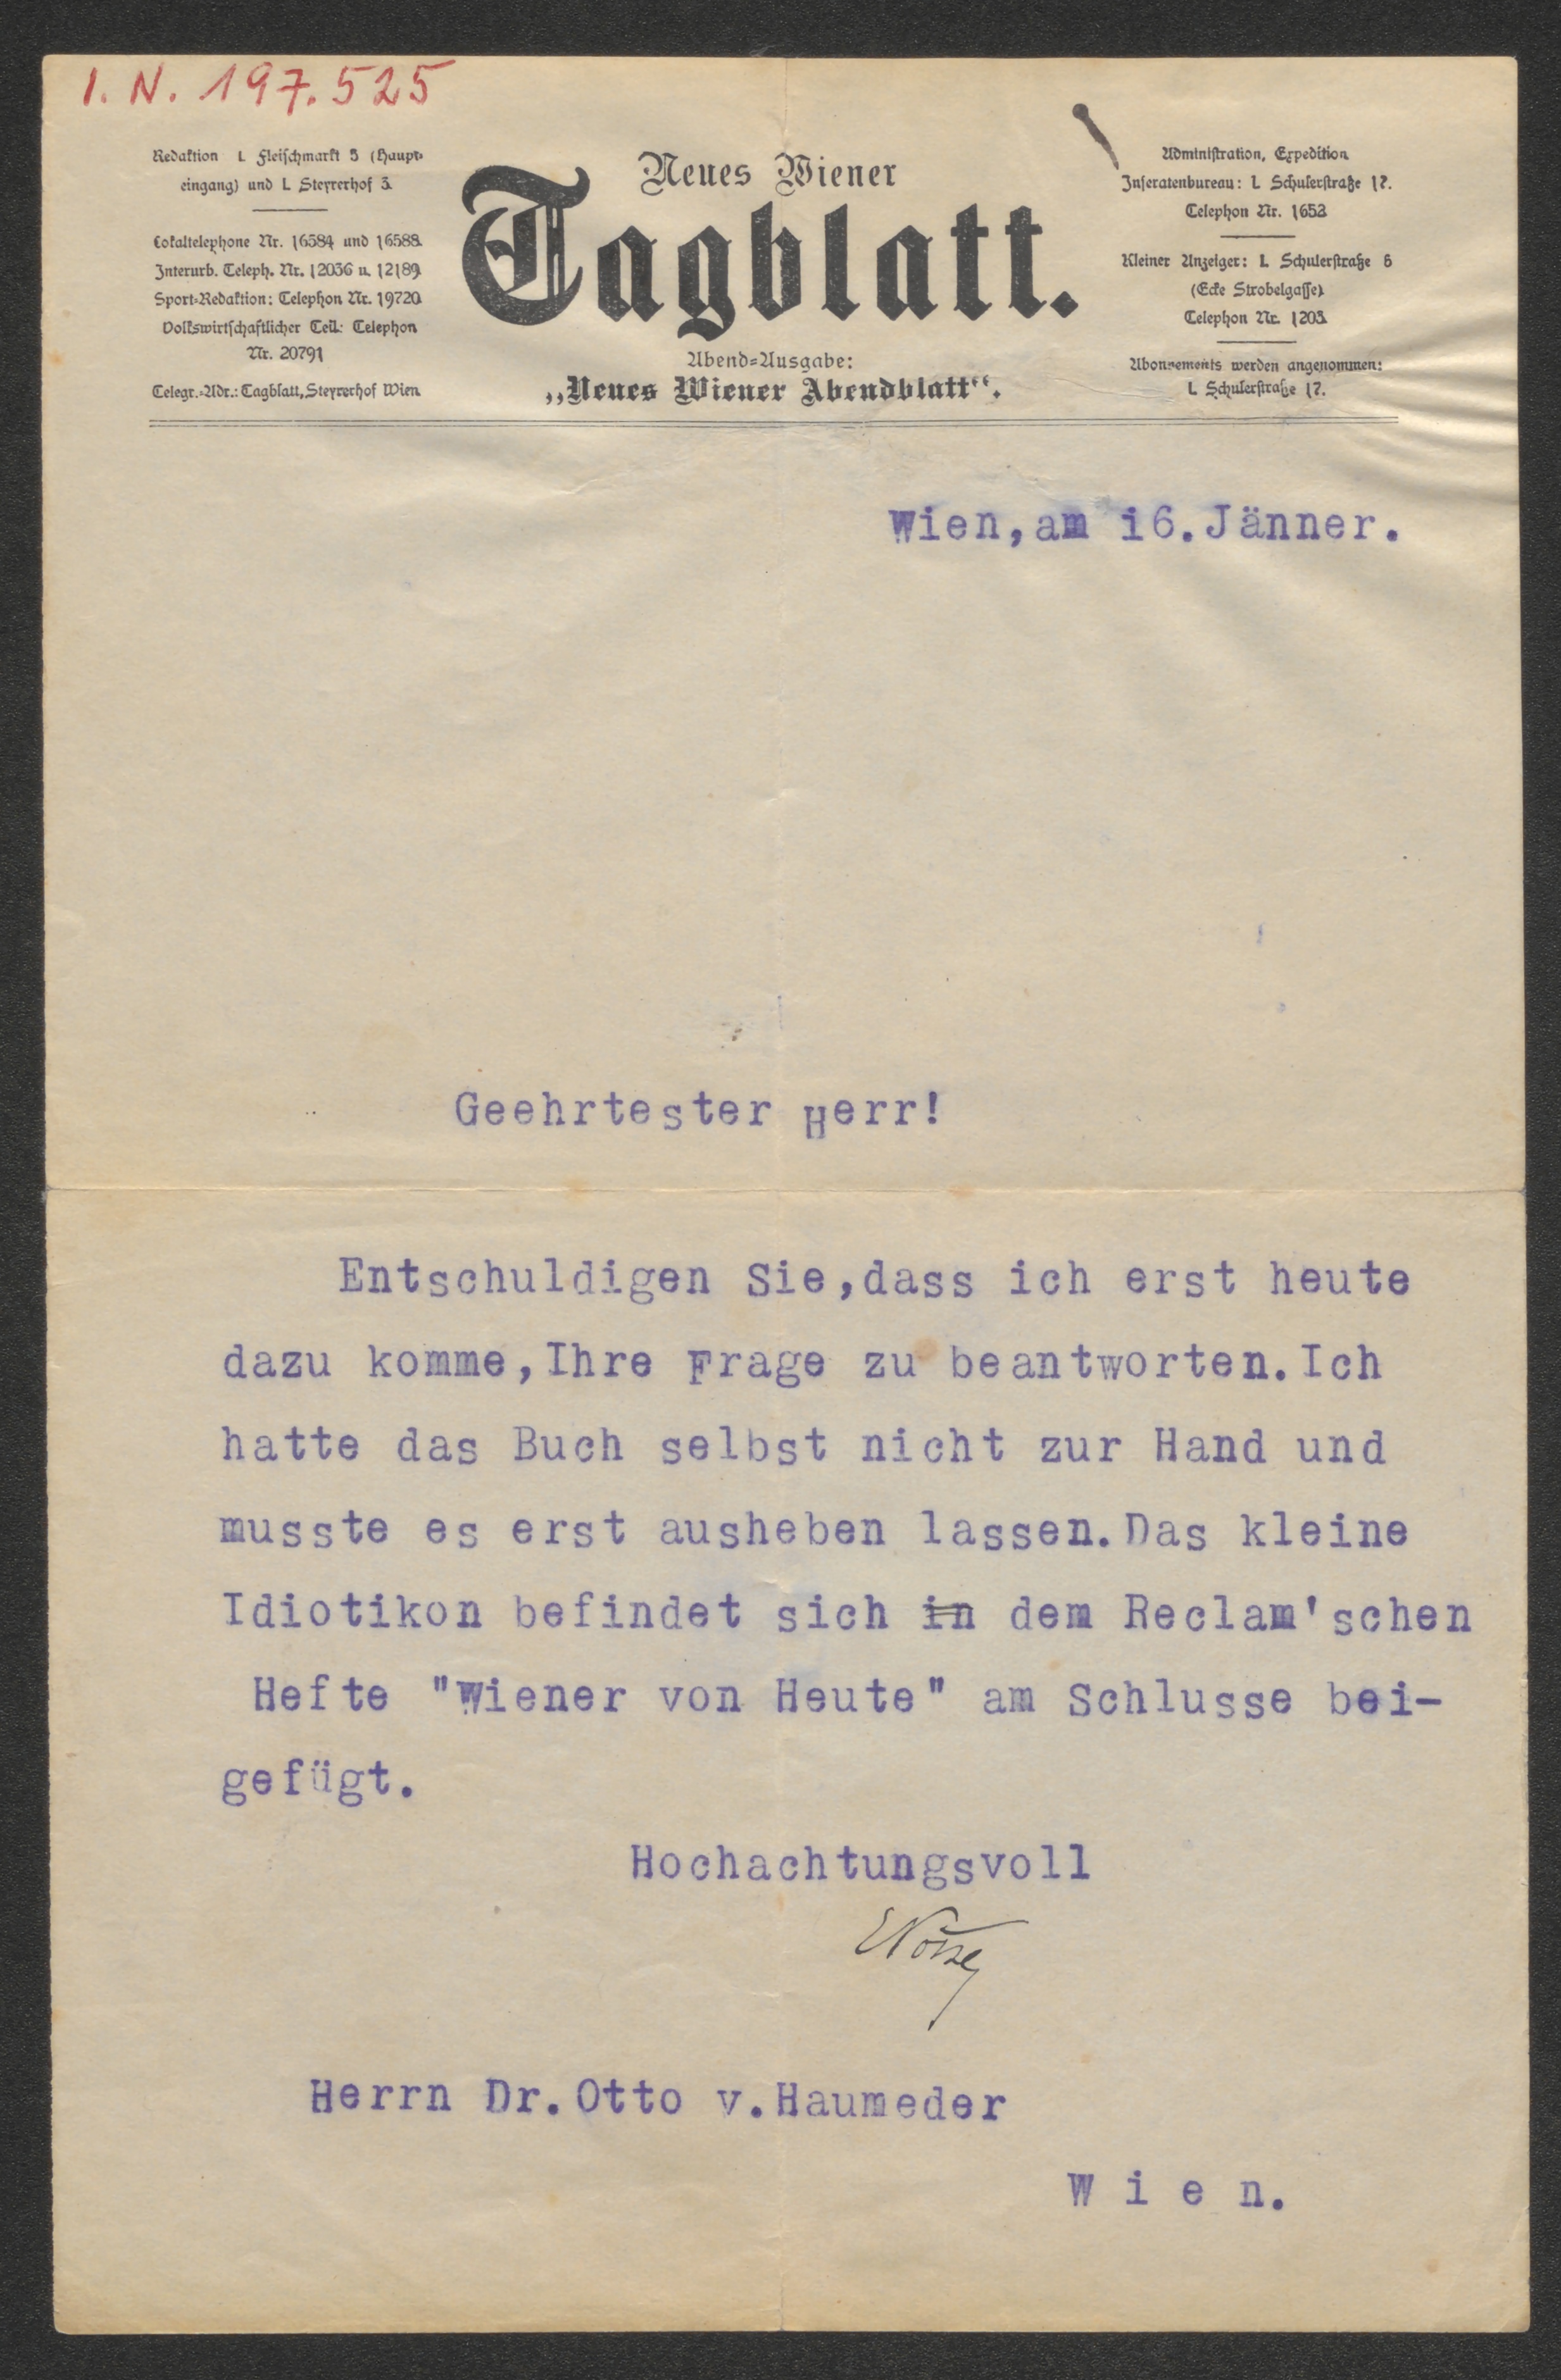 I. N. 197.525
Redaktion I. Fleischmarkt 5 (Haupt-
eingang) und I. Steyrerhof 3.
Lokaltelephone Nr. 16584 und 16588.
Interurb. Teleph. Nr. 12036 u. 12189.
Sport-Redaktion: Telephon Nr. 19720.
Volkswirtschaftlicher Teil: Telephon
Nr. 20791
Telegr.-Adr.: Tagblatt, Steyrerhof Wien.
Neues Wiener
Tagblatt.
Abend-Ausgabe:
„Neues Wiener Abendblatt“.
Administration, Expedition
Inseratenbureau: I. Schulerstraße 17.
Telephon Nr. 1652.
Kleiner Anzeiger: I. Schulerstraße 6
(Ecke Strobelgasse).
Telephon Nr. 1203.
Abonnements werden angenommen:
I. Schulerstraße 17.
Wien,am i6.Jänner.
Geehrtester Herr!
Entschuldigen Sie,dass ich erst heute
dazu komme,Ihre Frage zu beantworten.Ich
hatte das Buch selbst nicht zur Hand und
musste es erst ausheben lassen.Das kleine
Idiotikon befindet sich in dem Reclam'schen
Hefte "Wiener von Heute" am Schlusse bei-
gefügt.
Hochachtungsvoll
Herrn Dr.Otto v.Haumeder
W i e n.